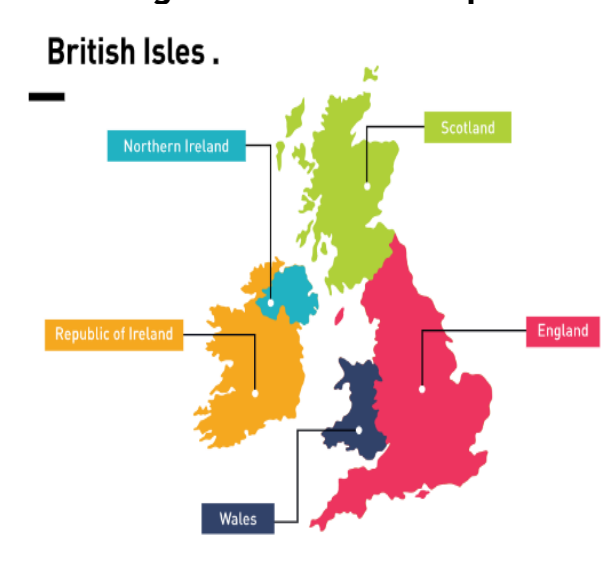 British Isles .
Scotland
Northern Ireland
England
Republic of Ireland
Wales